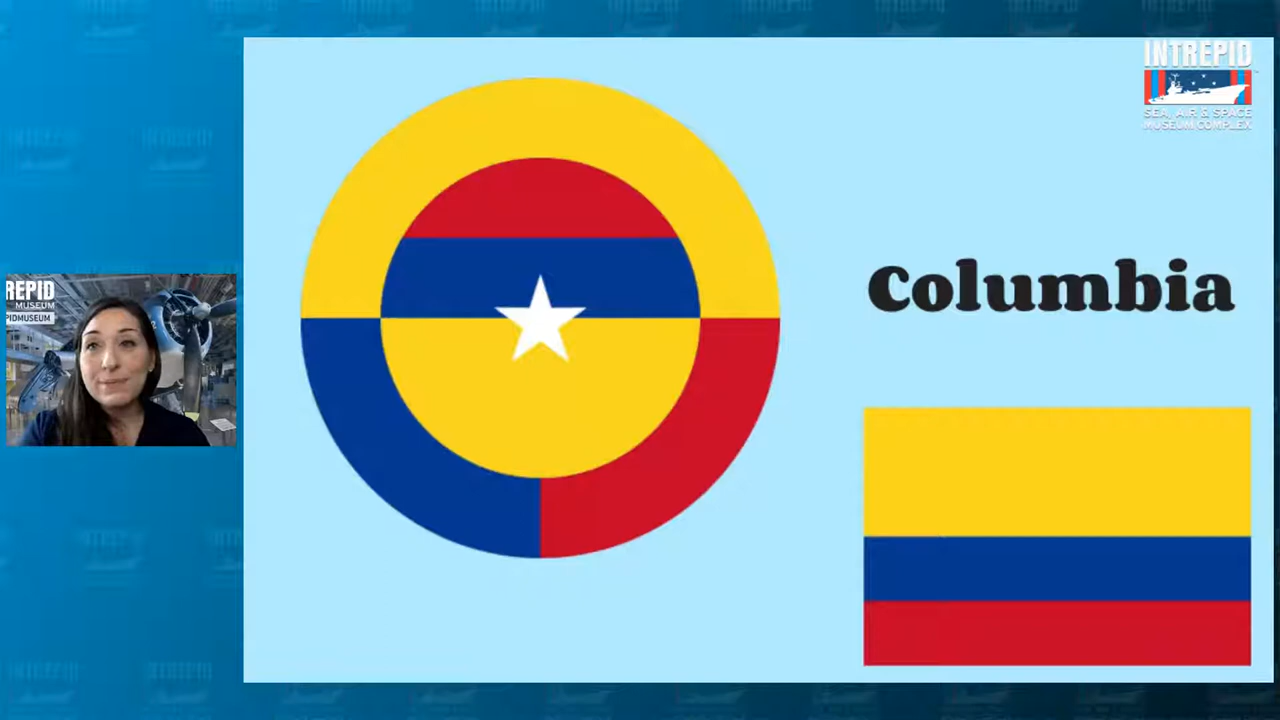 INTREPID
SEA, AIR & SPACE
MUSEUM COMPLEX
Columbia
REPID
MUSEUM
PIDMUSEUM